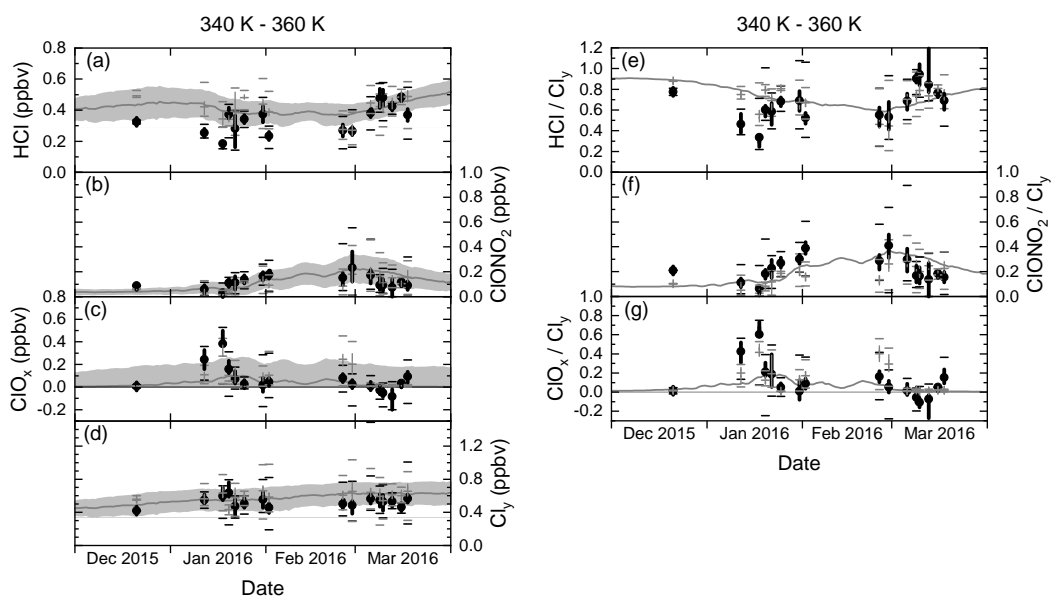 340 K - 360 K
(a)
HCl (ppbv)
0.8
0.6
0.4
0.2
0.0
(b)
ClONO2 (ppbv)
1.0
0.8
0.6
0.4
0.2
0.0
(c)
ClOx (ppbv)
0.8
0.6
0.4
0.2
0.0
-0.2
(d)
Cly (ppbv)
1.2
0.8
0.4
0.0
Dec 2015 Jan 2016 Feb 2016 Mar 2016
Date
340 K - 360 K
(e)
HCl / Cly
1.2
1.0
0.8
0.6
0.4
0.2
0.0
(f)
ClONO2 / Cly
1.0
0.8
0.6
0.4
0.2
0.0
(g)
ClOx / Cly
1.0
0.8
0.6
0.4
0.2
0.0
-0.2
Dec 2015 Jan 2016 Feb 2016 Mar 2016
Date